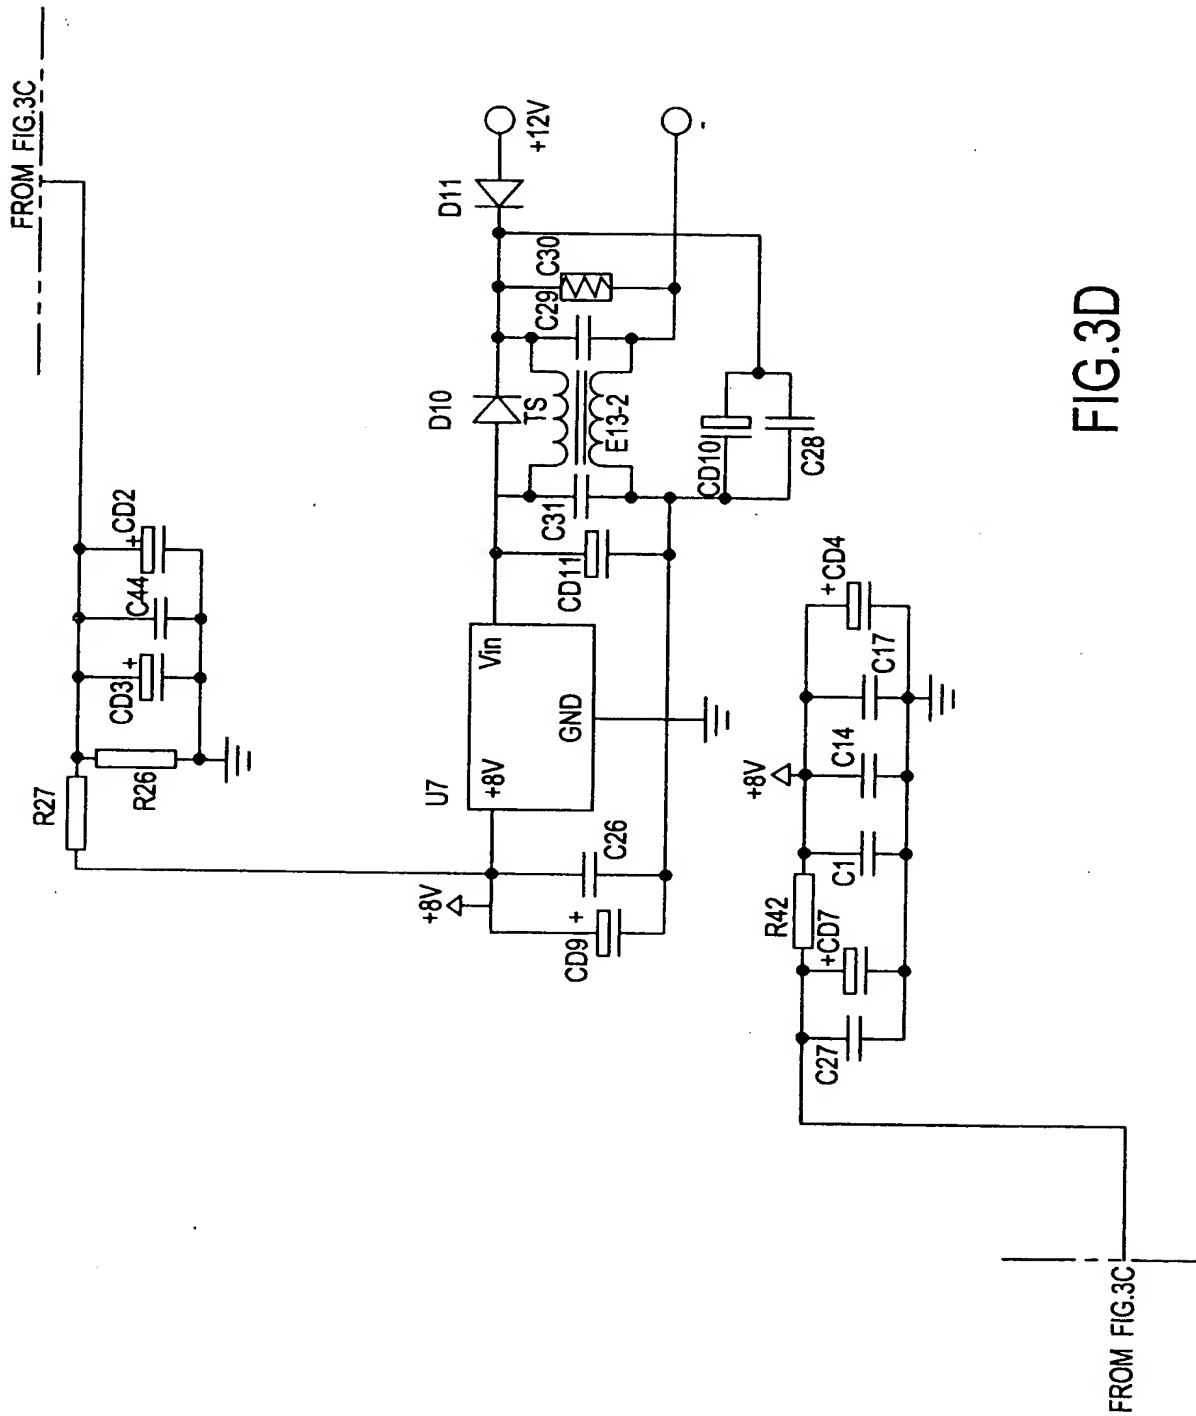 FROM FIG.3C
R27
R26
CD3 +
C44
+ CD2
+8V
U7
+8V
Vin
GND
CD9 +
C26
CD11
C31
D10
TS
E13-2
C29
C30
D11
+12V
-
CD10
C28
C27
+CD7
R42
C1
+8V
C14
C17
+CD4
FROM FIG.3C
FIG.3D